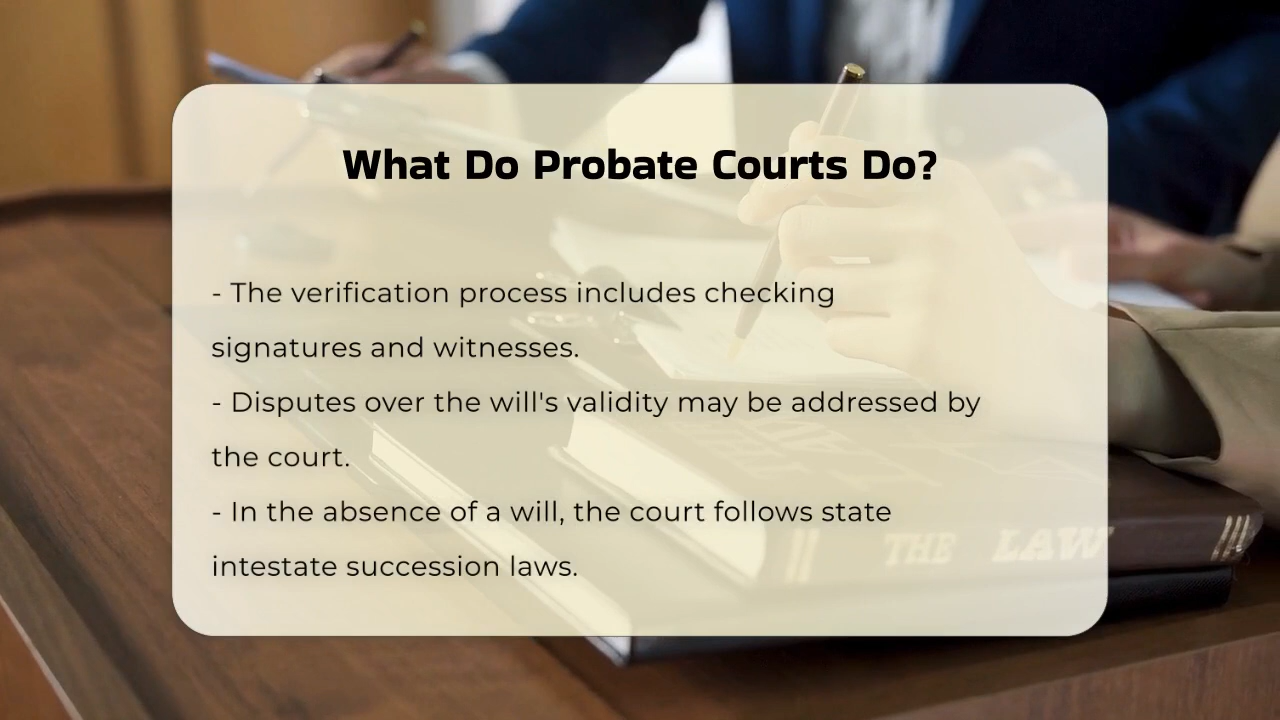 What Do Probate Courts Do?
- The verification process includes checking
signatures and witnesses.
- Disputes over the will's validity may be addressed by
the court.
- In the absence of a will, the court follows state
intestate succession laws.
THE LAW